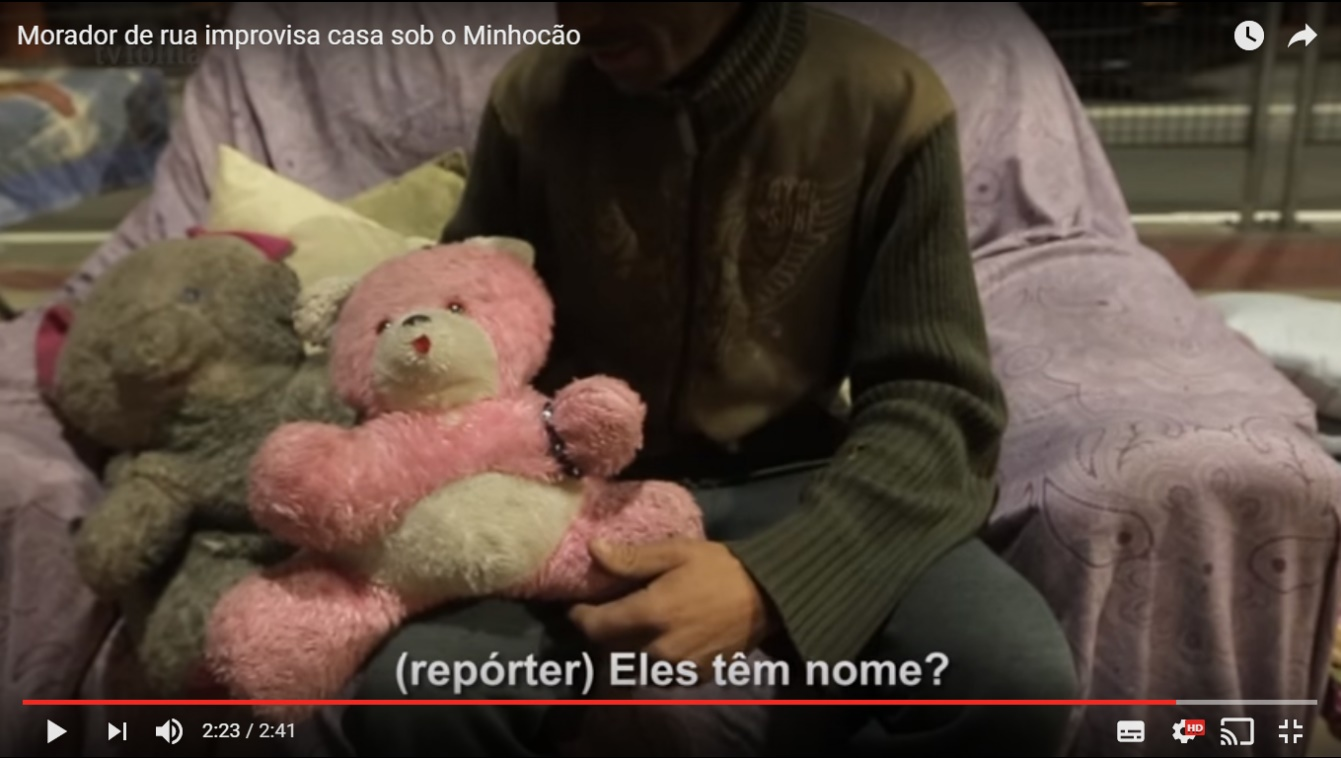 Morador de rua improvisa casa sob o Minhocão
(repórter) Eles têm nome?
2:23 / 2:41
HD